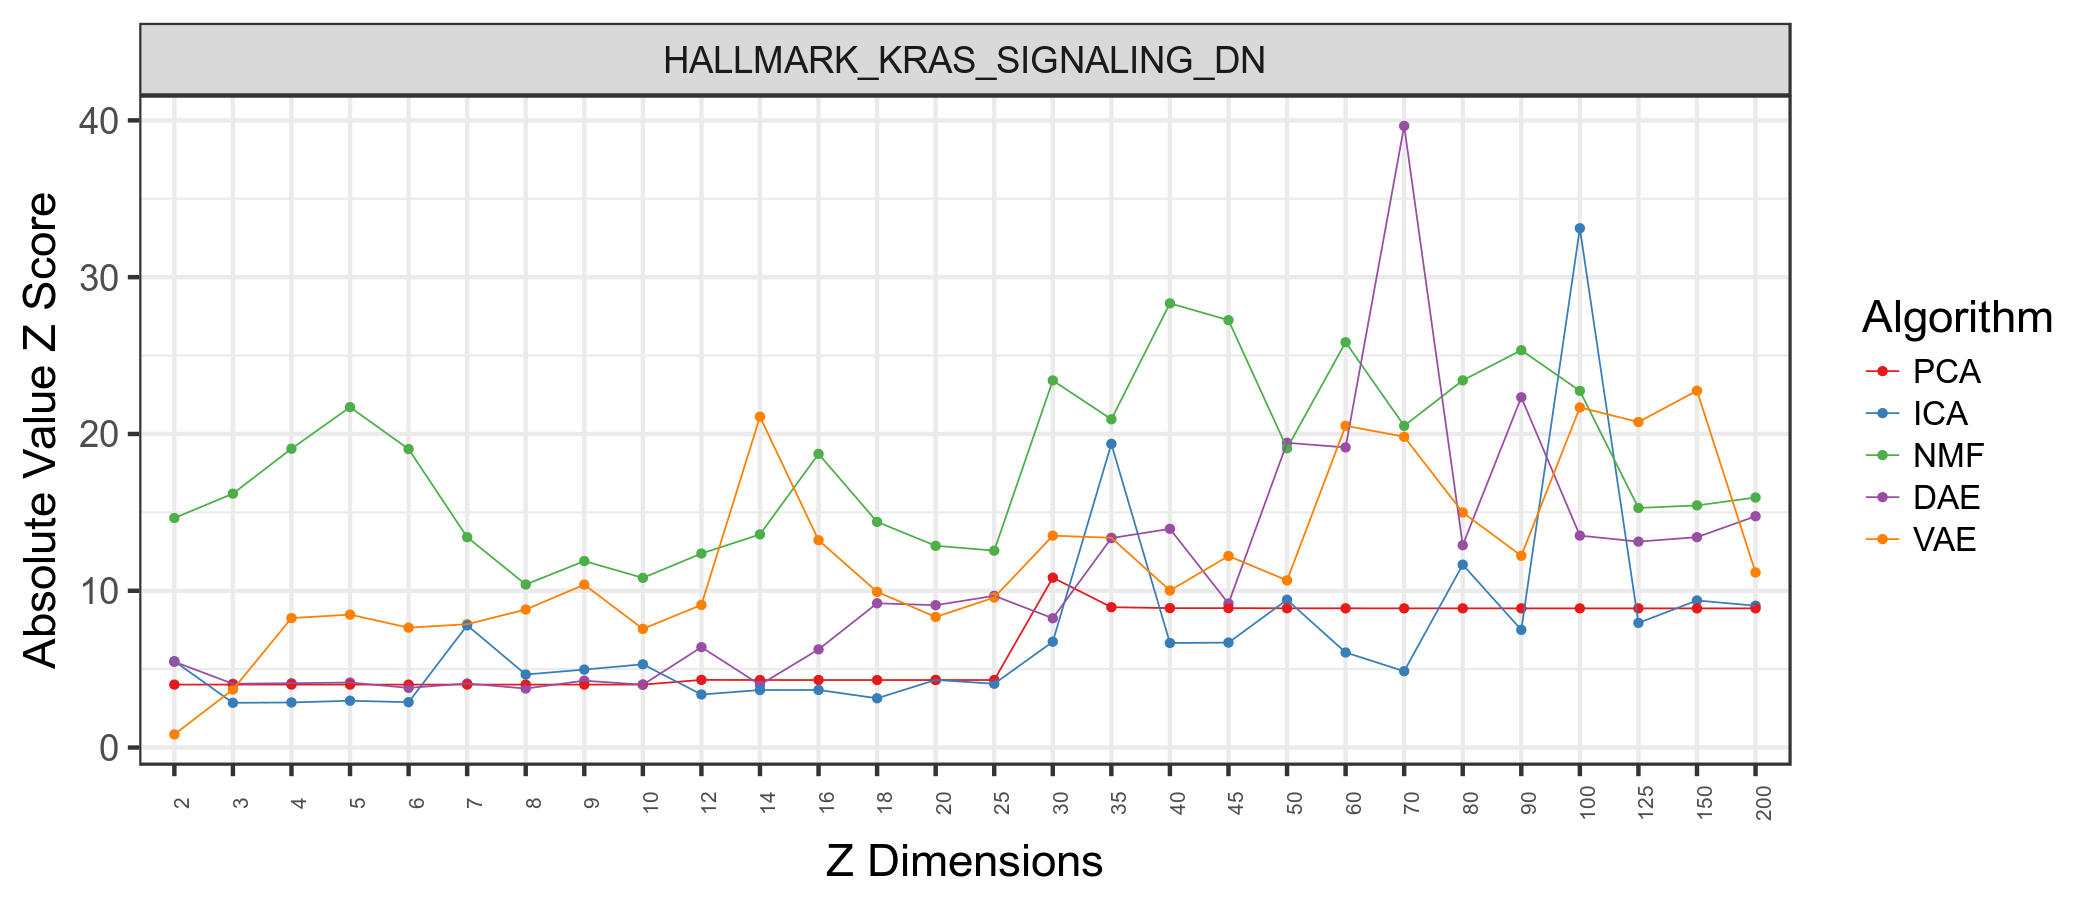 HALLMARK_KRAS_SIGNALING_DN
Absolute Value Z Score
40
30
20
10
0
2 3 4 5 6 7 8 9 10 12 14 16 18 20 25 30 35 40 45 50 60 70 80 90 100 125 150 200
Z Dimensions
Algorithm
PCA
ICA
NMF
DAE
VAE